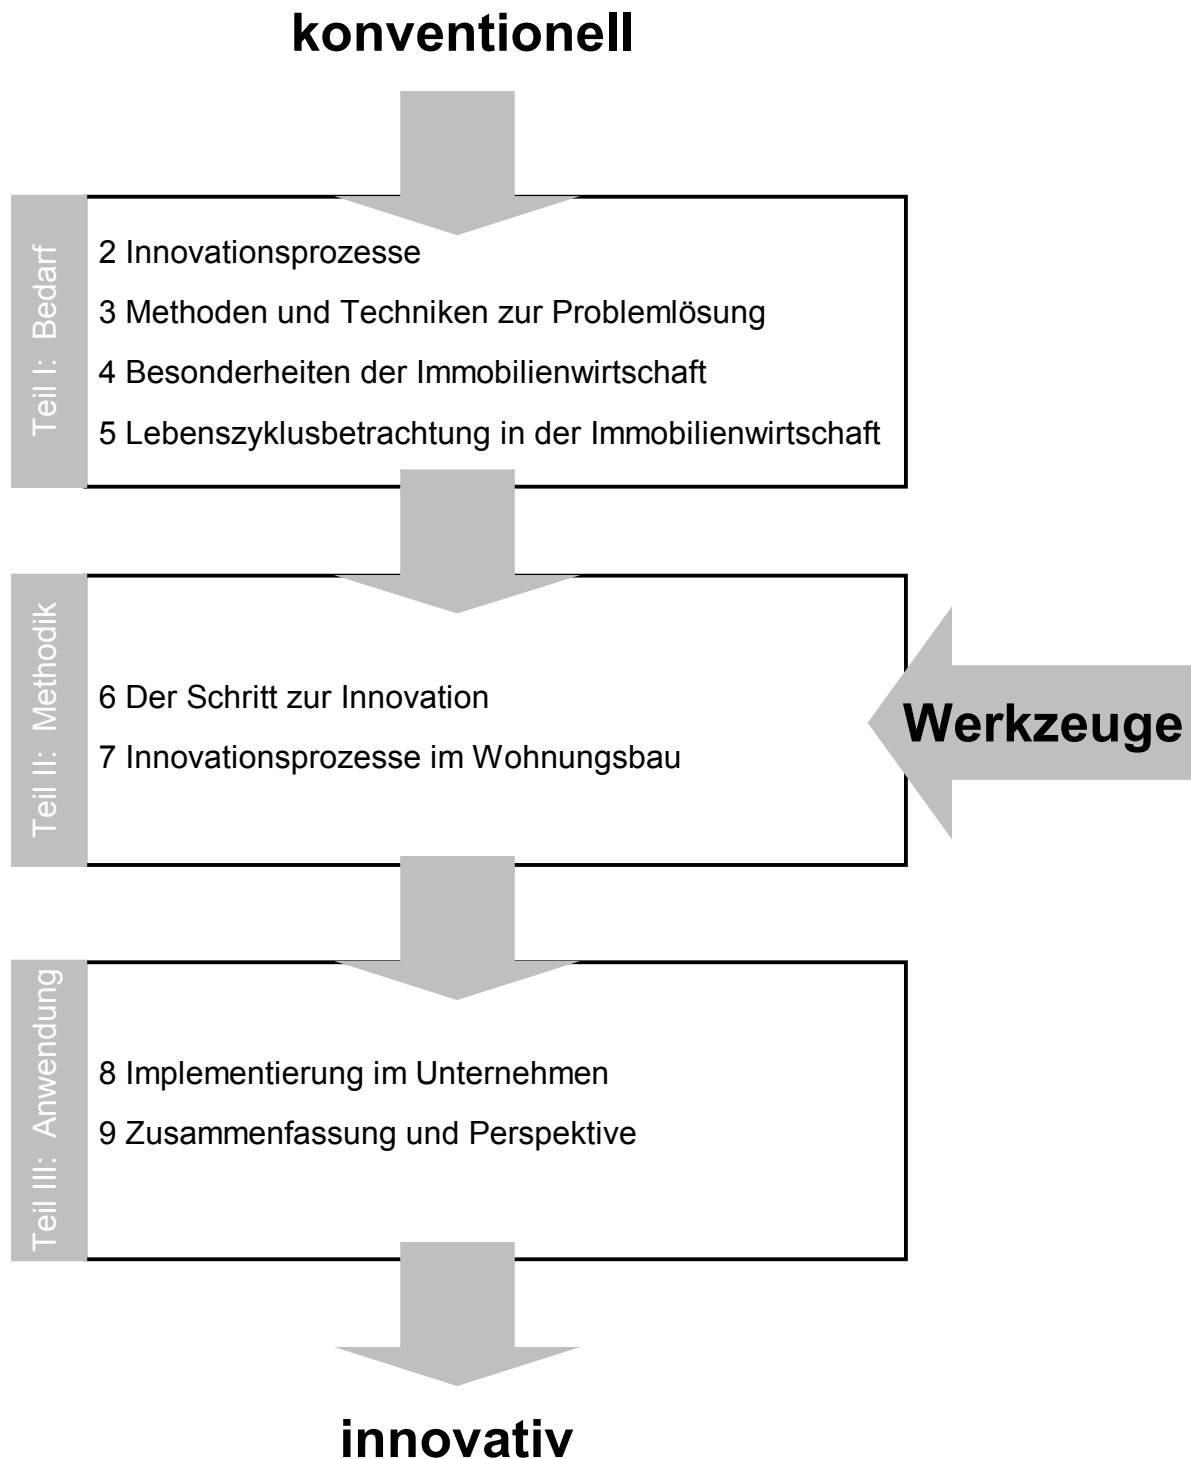 konventionell
Teil I: Bedarf
2 Innovationsprozesse
3 Methoden und Techniken zur Problemlösung
4 Besonderheiten der Immobilienwirtschaft
5 Lebenszyklusbetrachtung in der Immobilienwirtschaft
Teil II: Methodik
6 Der Schritt zur Innovation
7 Innovationsprozesse im Wohnungsbau
Werkzeuge
Teil III: Anwendung
8 Implementierung im Unternehmen
9 Zusammenfassung und Perspektive
innovativ